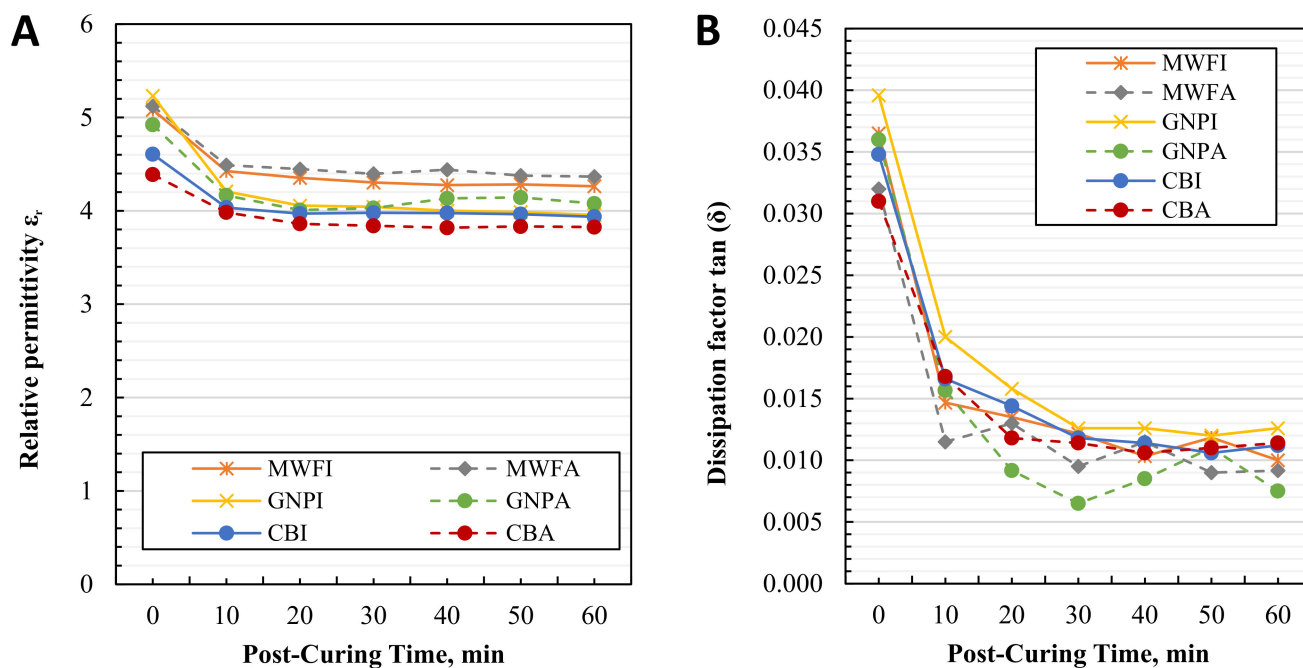 A
Relative permittivity εr
6
5
4
3
2
1
0
MWFI
MWFA
GNPI
GNPA
CBI
CBA
0 10 20 30 40 50 60
Post-Curing Time, min
B
Dissipation factor tan (δ)
0.045
0.040
0.035
0.030
0.025
0.020
0.015
0.010
0.005
0.000
MWFI
MWFA
GNPI
GNPA
CBI
CBA
0 10 20 30 40 50 60
Post-Curing Time, min